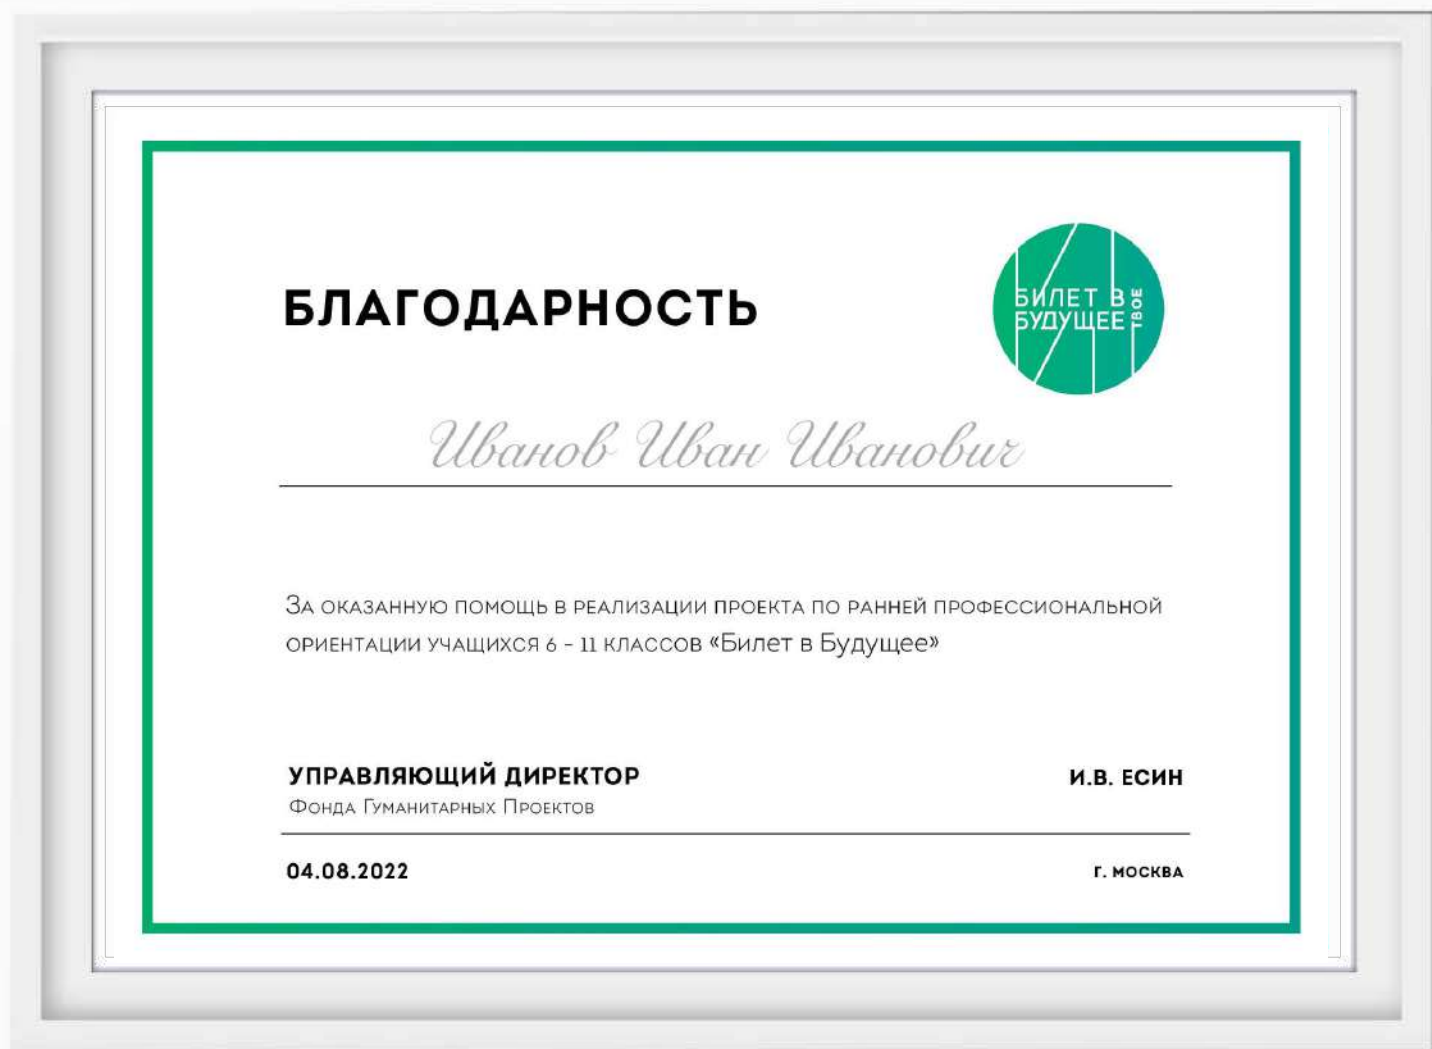 БЛАГОДАРНОСТЬ
БИЛЕТ В
БУДУЩЕЕ
ТВОЕ
Иванов Иван Иванович
За оказанную помощь в реализации проекта по ранней профессиональной
ориентации учащихся 6 - 11 классов «Билет в Будущее»
УПРАВЛЯЮЩИЙ ДИРЕКТОР И.В. ЕСИН
Фонда Гуманитарных Проектов
04.08.2022 Г. МОСКВА